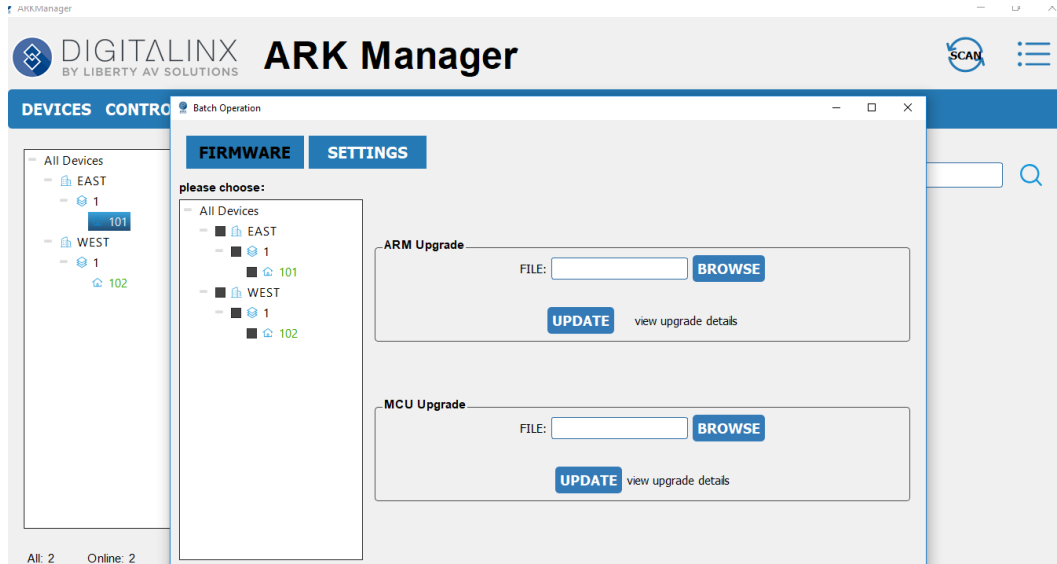 ARKManager
DIGITALINX
BY LIBERTY AV SOLUTIONS
ARK Manager
SCAN
DEVICES CONTRO
Batch Operation
All Devices
EAST
1
101
WEST
1
102
All: 2 Online: 2
FIRMWARE SETTINGS
please choose:
All Devices
EAST
1
101
WEST
1
102
ARM Upgrade
FILE: BROWSE
UPDATE view upgrade details
MCU Upgrade
FILE: BROWSE
UPDATE view upgrade details